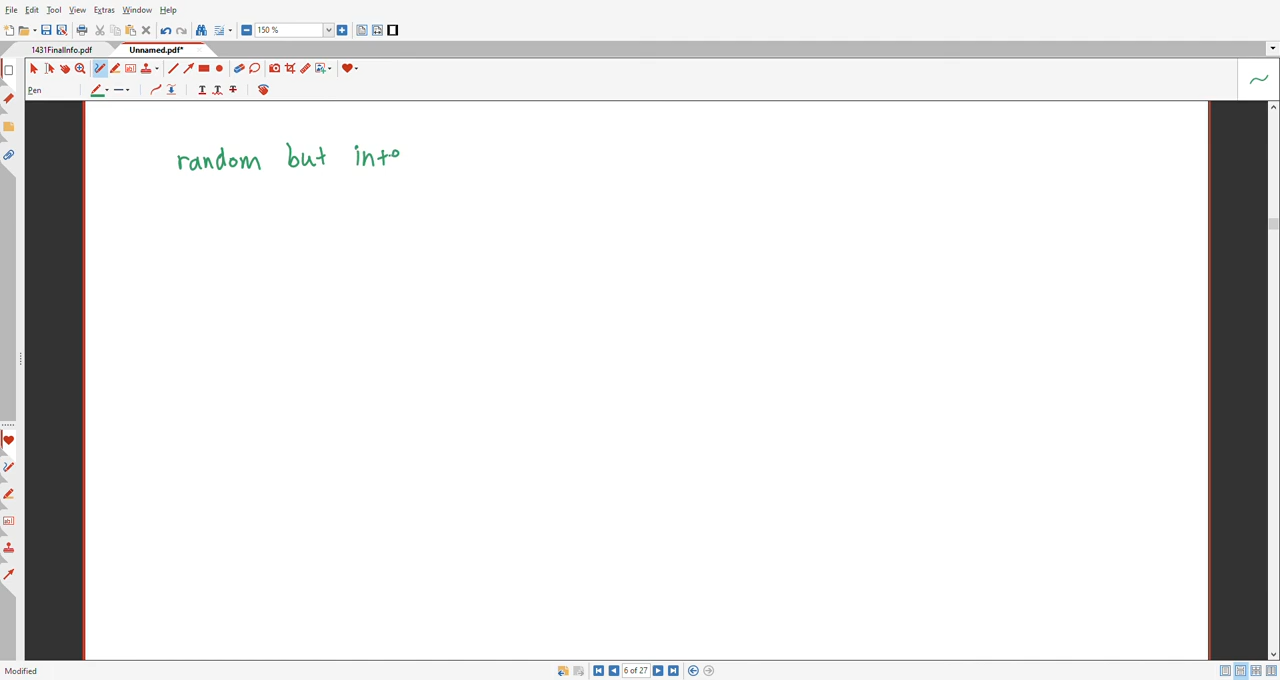 File Edit Tool View Extras Window Help
150 %
1431FinalInfo.pdf Unnamed.pdf*
Pen
random but into
Modified
6 of 27